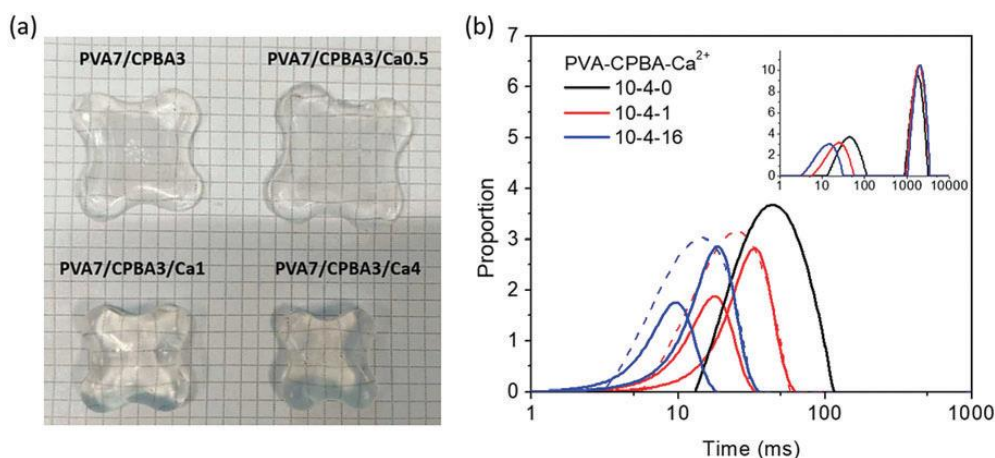 (a)
PVA7/CPBA3
PVA7/CPBA3/Ca0.5
PVA7/CPBA3/Ca1
PVA7/CPBA3/Ca4
(b)
7
6
5
4
3
2
1
0
Proportion
PVA-CPBA-Ca²⁺
10-4-0
10-4-1
10-4-16
10
8
6
4
2
0
1 10 100 1000 10000
1 10 100 1000
Time (ms)